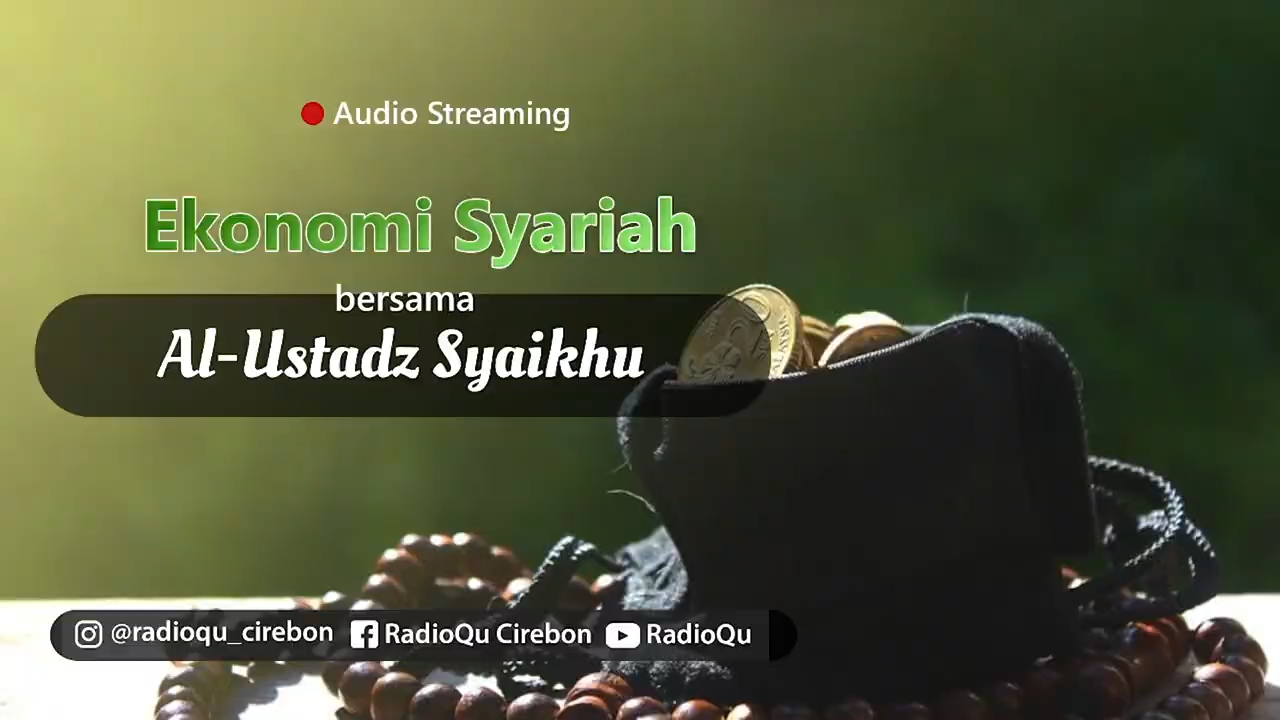 Audio Streaming
Ekonomi Syariah
bersama
Al-Ustadz Syaikhu
@radioqu_cirebon RadioQu Cirebon RadioQu